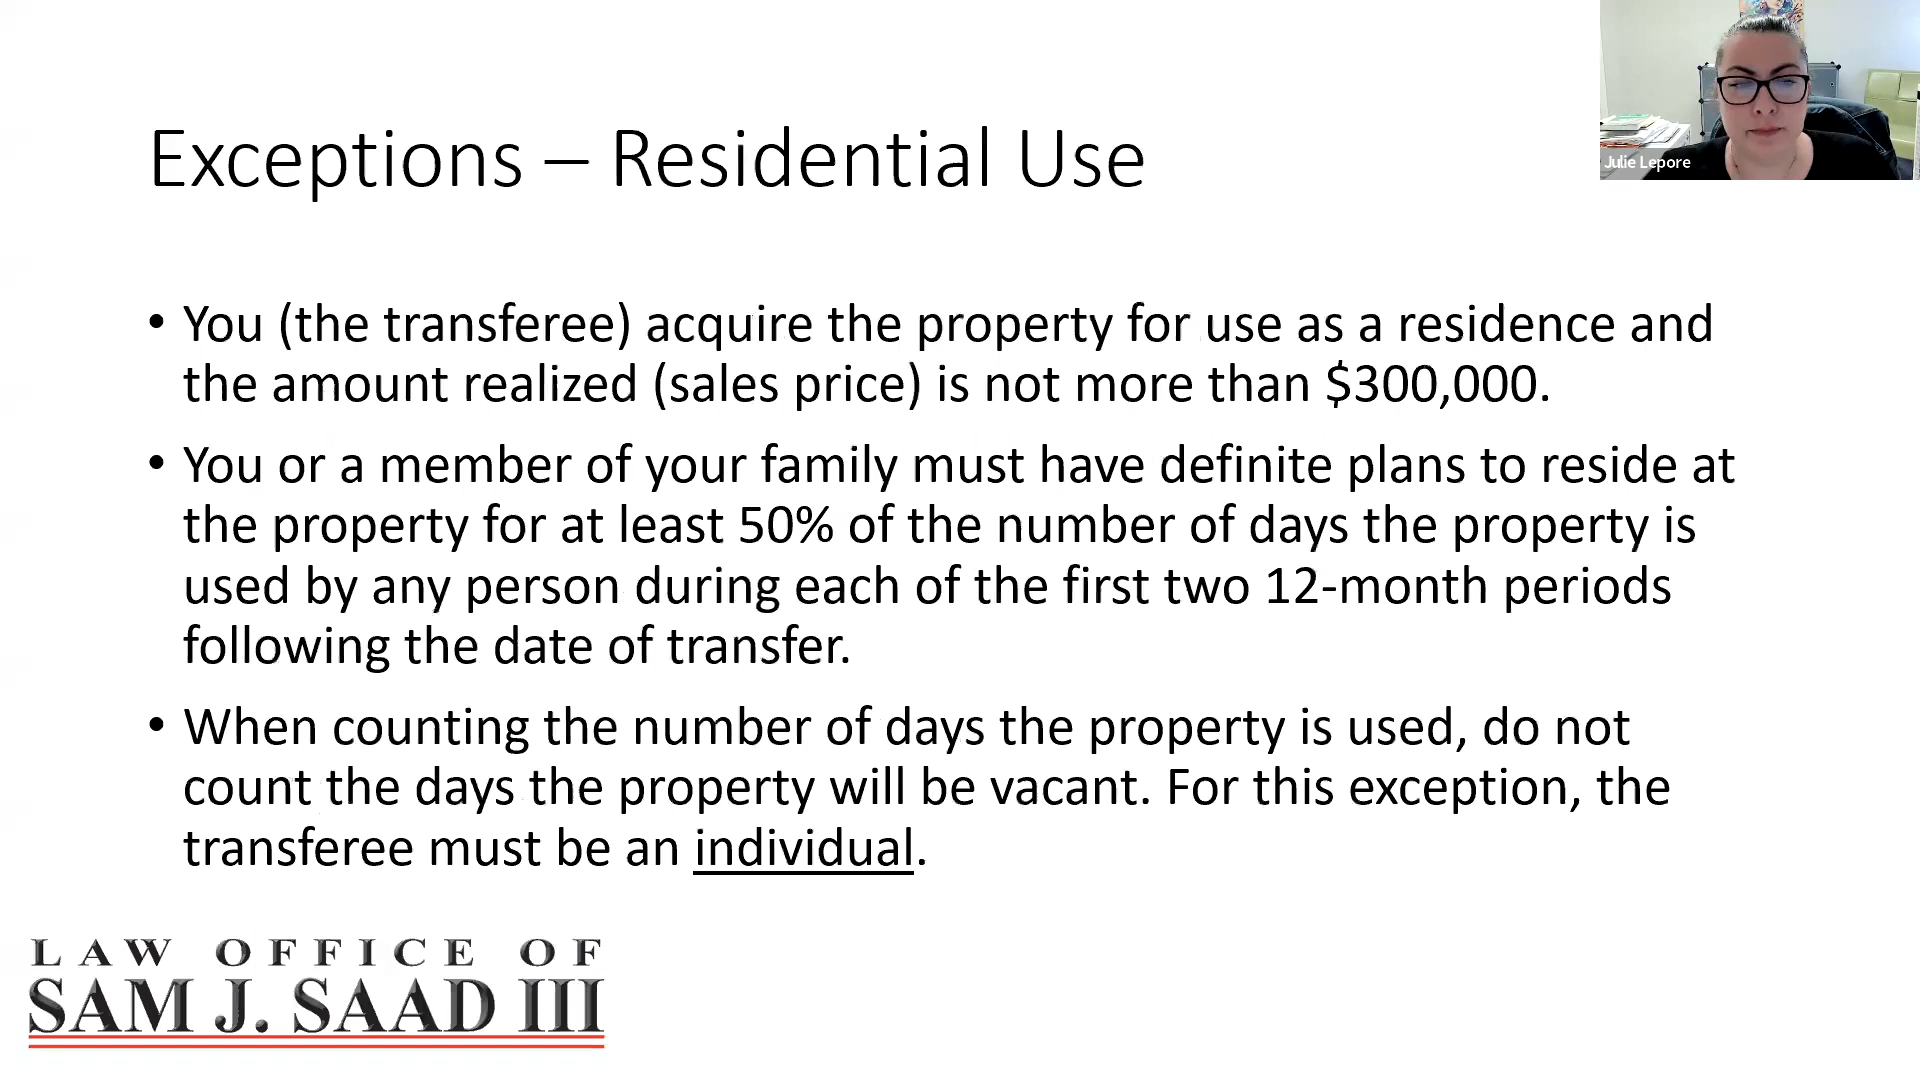 Exceptions – Residential Use
Julie Lepore
• You (the transferee) acquire the property for use as a residence and
the amount realized (sales price) is not more than $300,000.
• You or a member of your family must have definite plans to reside at
the property for at least 50% of the number of days the property is
used by any person during each of the first two 12-month periods
following the date of transfer.
• When counting the number of days the property is used, do not
count the days the property will be vacant. For this exception, the
transferee must be an individual.
LAW OFFICE OF
SAM J. SAAD III